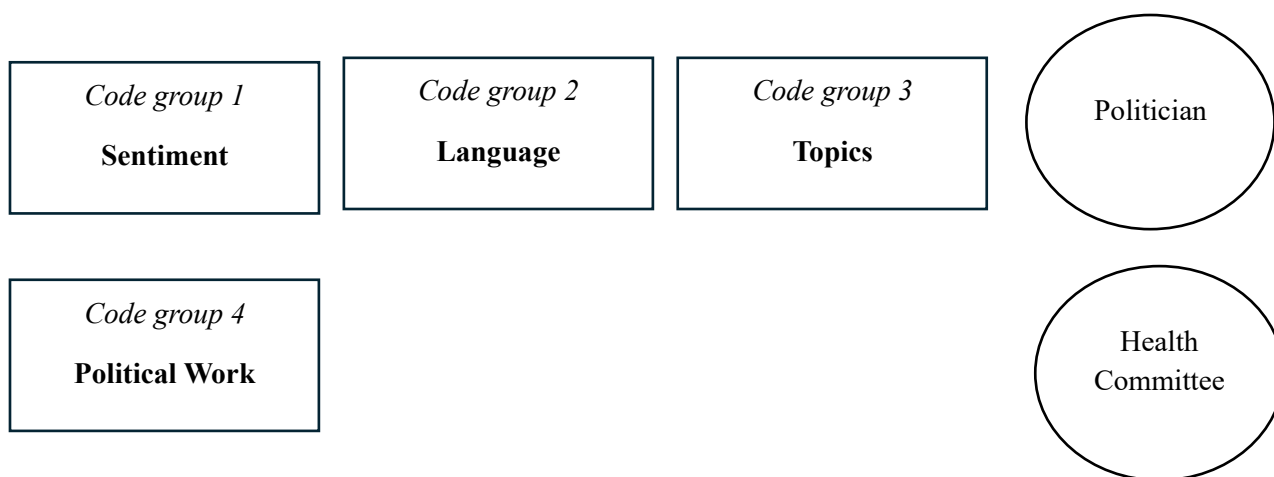 Code group 1
Sentiment
Code group 2
Language
Code group 3
Topics
Politician
Code group 4
Political Work
Health
Committee